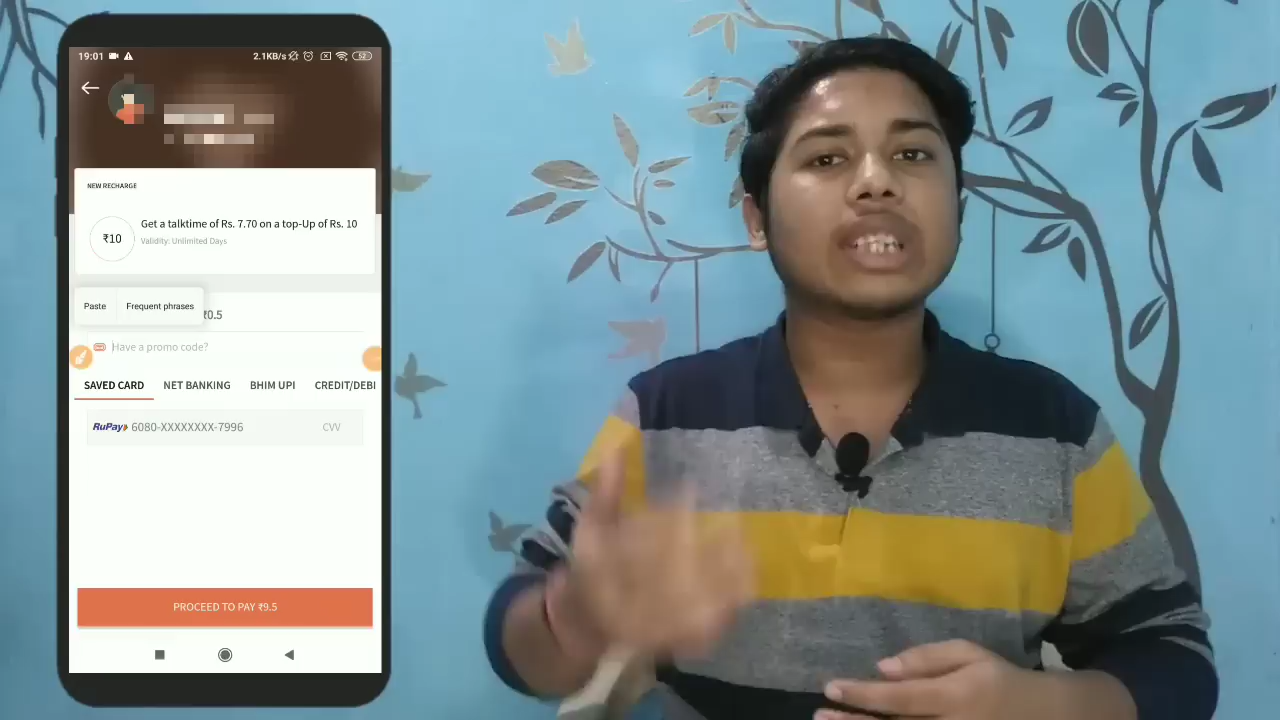 19:01
2.1KB/s
52
NEW RECHARGE
₹10
Get a talktime of Rs. 7.70 on a top-Up of Rs. 10
Validity: Unlimited Days
Paste Frequent phrases
₹0.5
Have a promo code?
SAVED CARD NET BANKING BHIM UPI CREDIT/DEBI
RuPay 6080-XXXXXXXX-7996 CVV
PROCEED TO PAY ₹9.5